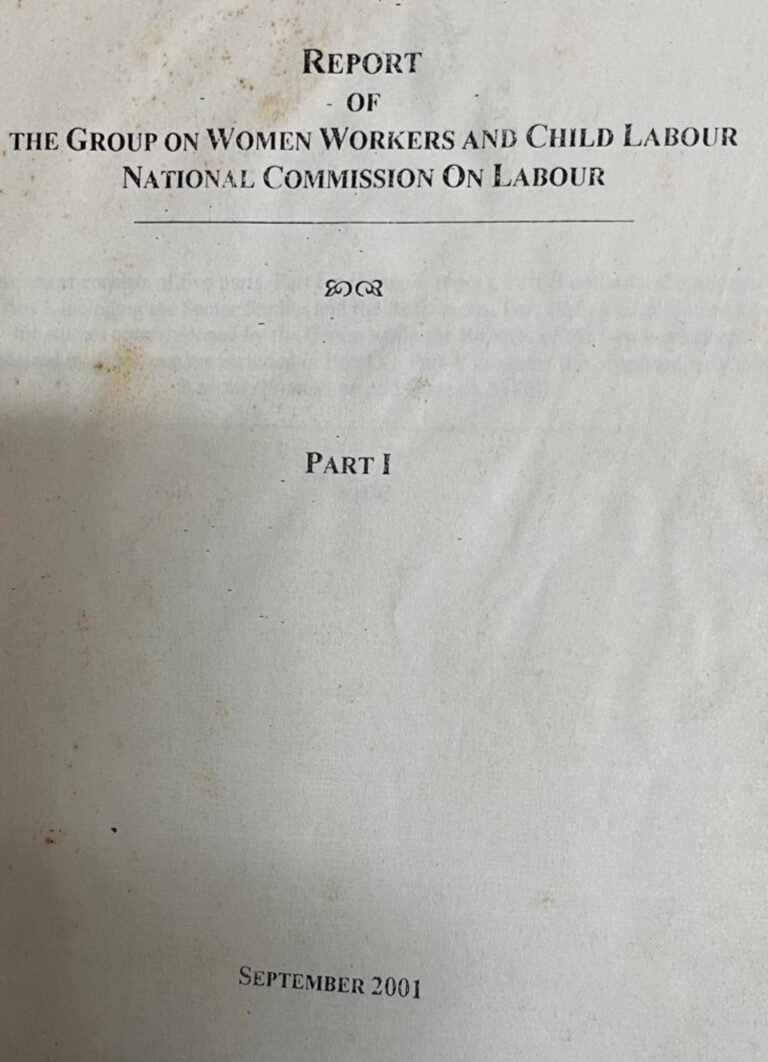 REPORT
OF
THE GROUP ON WOMEN WORKERS AND CHILD LABOUR
NATIONAL COMMISSION ON LABOUR
PART I
SEPTEMBER 2001